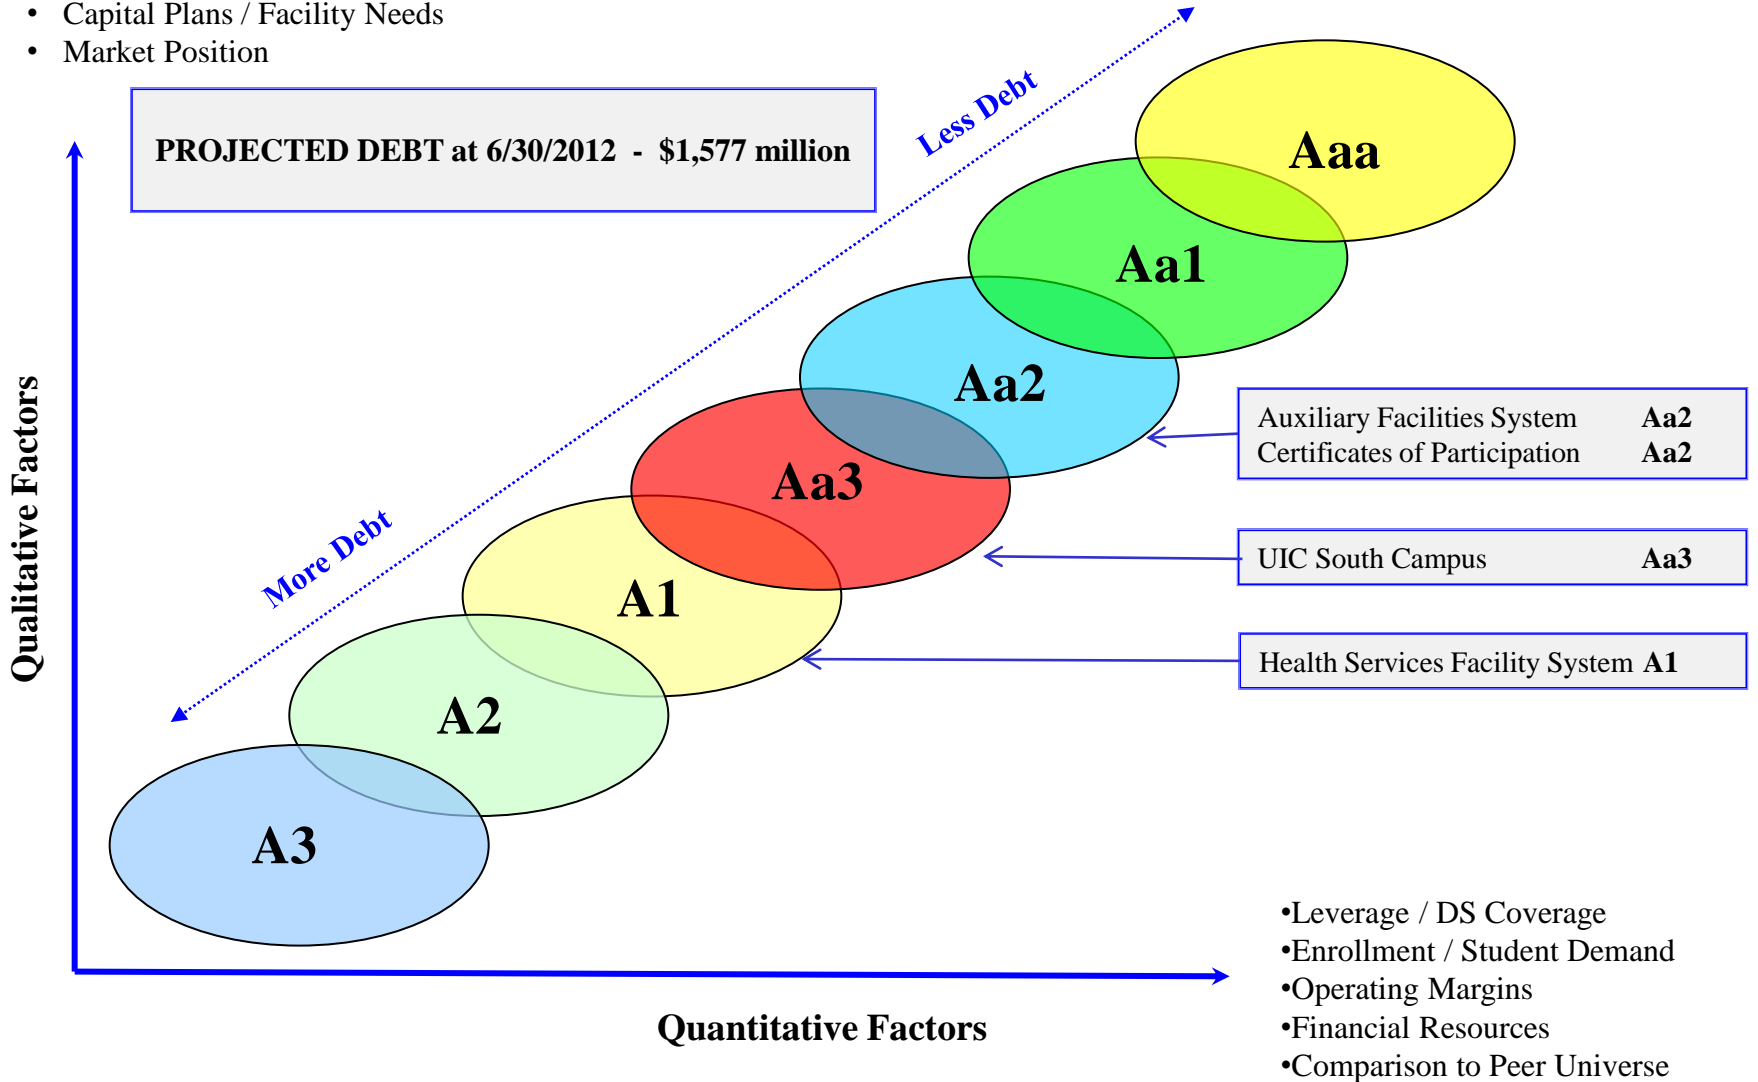 • Capital Plans / Facility Needs
• Market Position
PROJECTED DEBT at 6/30/2012 - $1,577 million
Less Debt
More Debt
Aaa
Aa1
Aa2
Aa3
A1
A2
A3
Auxiliary Facilities System Aa2
Certificates of Participation Aa2
UIC South Campus Aa3
Health Services Facility System A1
Qualitative Factors
Quantitative Factors
•Leverage / DS Coverage
•Enrollment / Student Demand
•Operating Margins
•Financial Resources
•Comparison to Peer Universe